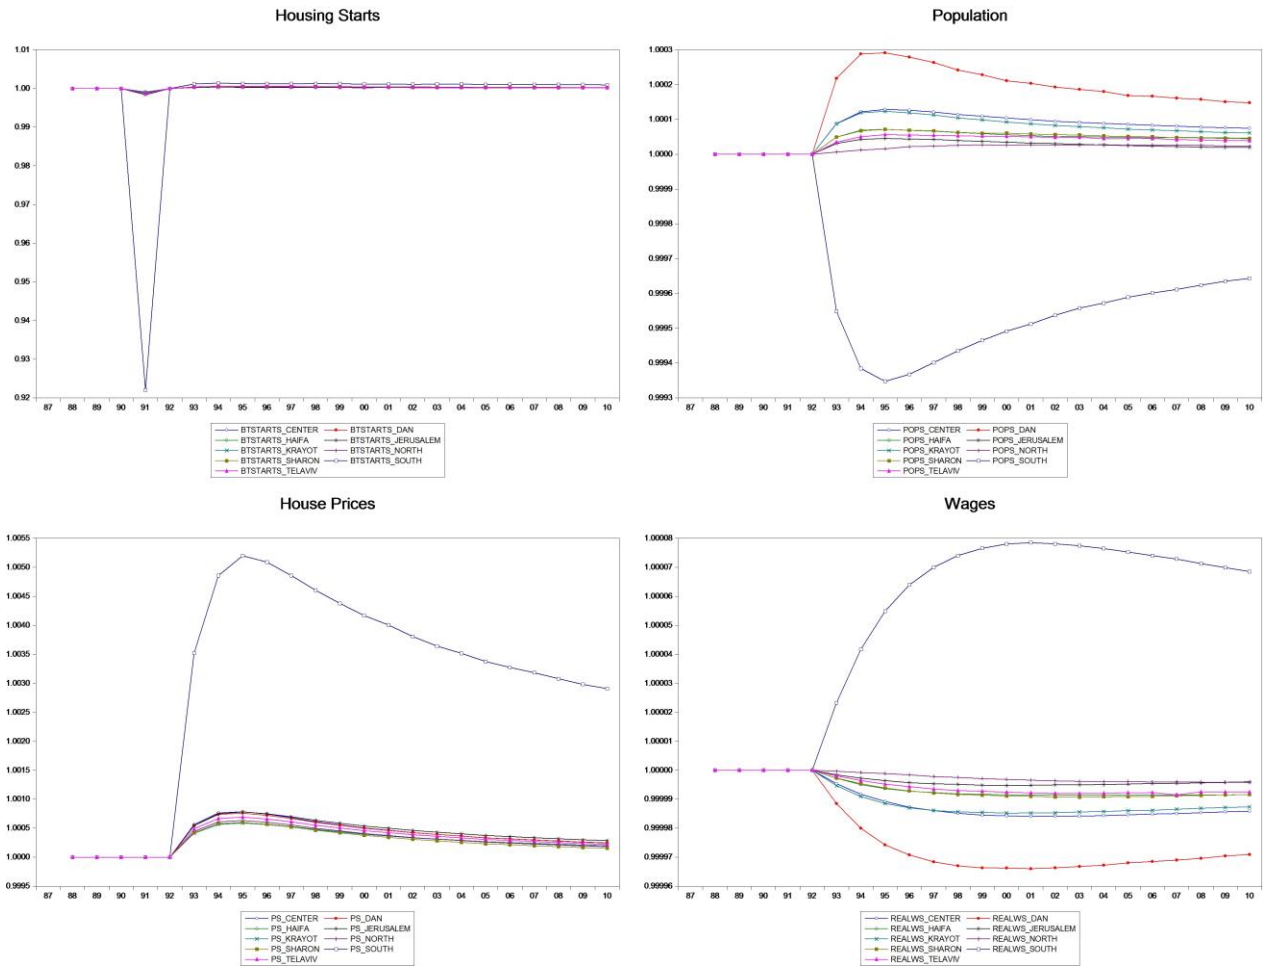 Housing Starts
1.01
1.00
0.99
0.98
0.97
0.96
0.95
0.94
0.93
0.92
87 88 89 90 91 92 93 94 95 96 97 98 99 00 01 02 03 04 05 06 07 08 09 10
BTSTARTS_CENTER BTSTARTS_DAN
BTSTARTS_HAIFA BTSTARTS_JERUSALEM
BTSTARTS_KRAYOT BTSTARTS_NORTH
BTSTARTS_SHARON BTSTARTS_SOUTH
BTSTARTS_TELAVIV
Population
1.0003
1.0002
1.0001
1.0000
0.9999
0.9998
0.9997
0.9996
0.9995
0.9994
0.9993
87 88 89 90 91 92 93 94 95 96 97 98 99 00 01 02 03 04 05 06 07 08 09 10
POPS_CENTER POPS_DAN
POPS_HAIFA POPS_JERUSALEM
POPS_KRAYOT POPS_NORTH
POPS_SHARON POPS_SOUTH
POPS_TELAVIV
House Prices
1.0055
1.0050
1.0045
1.0040
1.0035
1.0030
1.0025
1.0020
1.0015
1.0010
1.0005
1.0000
0.9995
87 88 89 90 91 92 93 94 95 96 97 98 99 00 01 02 03 04 05 06 07 08 09 10
PS_CENTER PS_DAN
PS_HAIFA PS_JERUSALEM
PS_KRAYOT PS_NORTH
PS_SHARON PS_SOUTH
PS_TELAVIV
Wages
1.00008
1.00007
1.00006
1.00005
1.00004
1.00003
1.00002
1.00001
1.00000
0.99999
0.99998
0.99997
0.99996
87 88 89 90 91 92 93 94 95 96 97 98 99 00 01 02 03 04 05 06 07 08 09 10
REALWS_CENTER REALWS_DAN
REALWS_HAIFA REALWS_JERUSALEM
REALWS_KRAYOT REALWS_NORTH
REALWS_SHARON REALWS_SOUTH
REALWS_TELAVIV